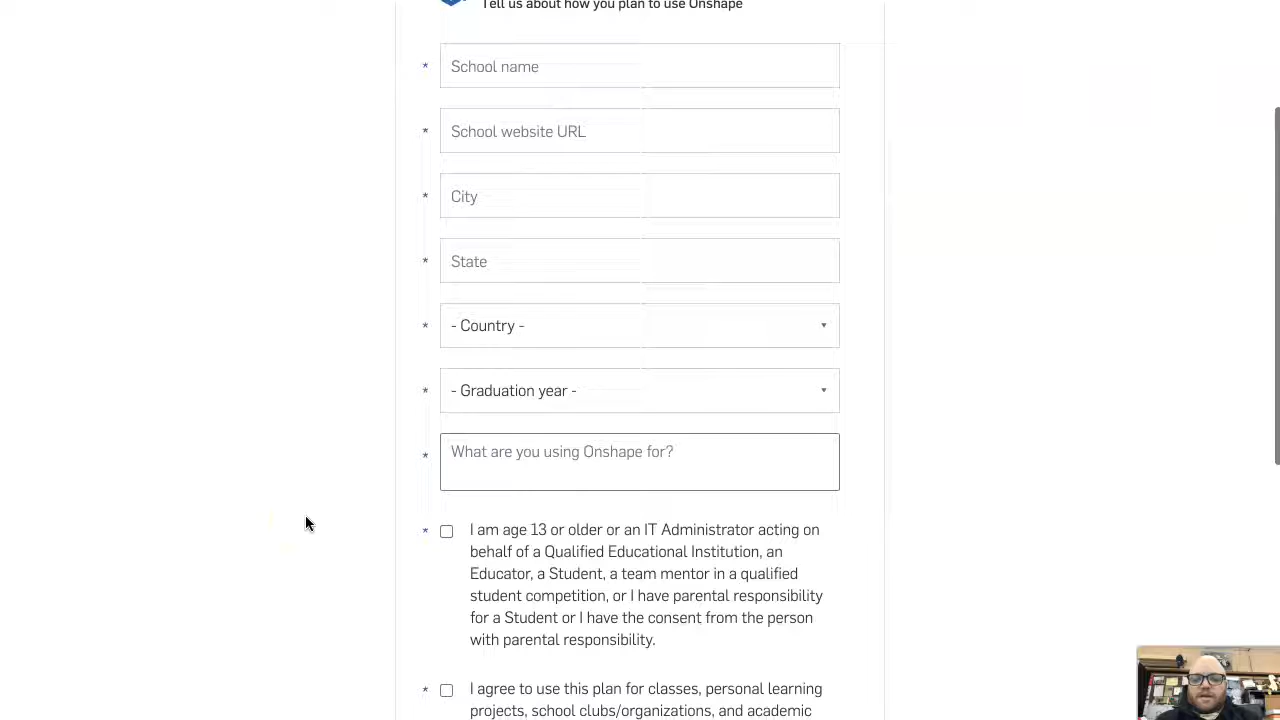 Tell us about how you plan to use Onshape
* School name
* School website URL
* City
* State
* - Country -
* - Graduation year -
* What are you using Onshape for?
* I am age 13 or older or an IT Administrator acting on
behalf of a Qualified Educational Institution, an
Educator, a Student, a team mentor in a qualified
student competition, or I have parental responsibility
for a Student or I have the consent from the person
with parental responsibility.
* I agree to use this plan for classes, personal learning
projects, school clubs/organizations, and academic